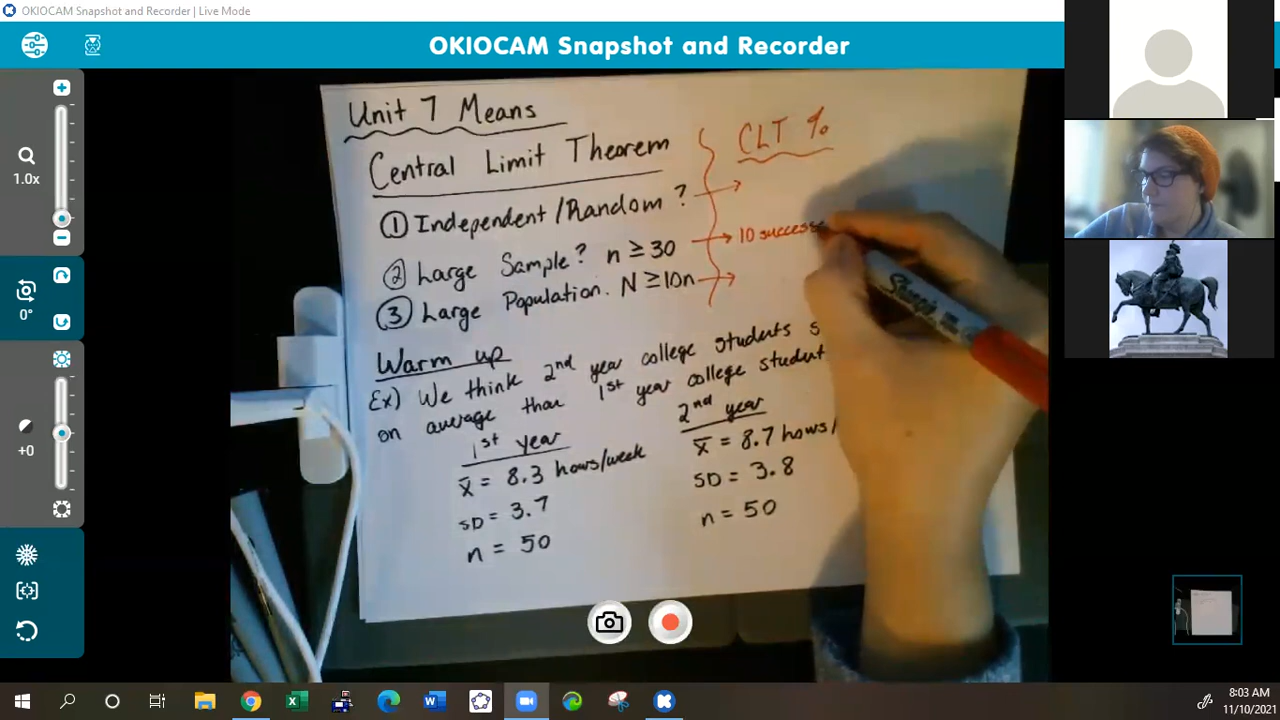 OKIOCAM Snapshot and Recorder | Live Mode
OKIOCAM Snapshot and Recorder
1.0x
0°
+0
Unit 7 Means
Central Limit Theorem
① Independent/Random?
② Large Sample? n ≥ 30
③ Large Population. N ≥ 10n
CLT %
10 success
Warm up
Ex) We think 2nd year college students s
on average than 1st year college student
1st year
x̄ = 8.3 hours/week
SD = 3.7
n = 50
2nd year
x̄ = 8.7 hours/
SD = 3.8
n = 50
Sharpie
8:03 AM
11/10/2021